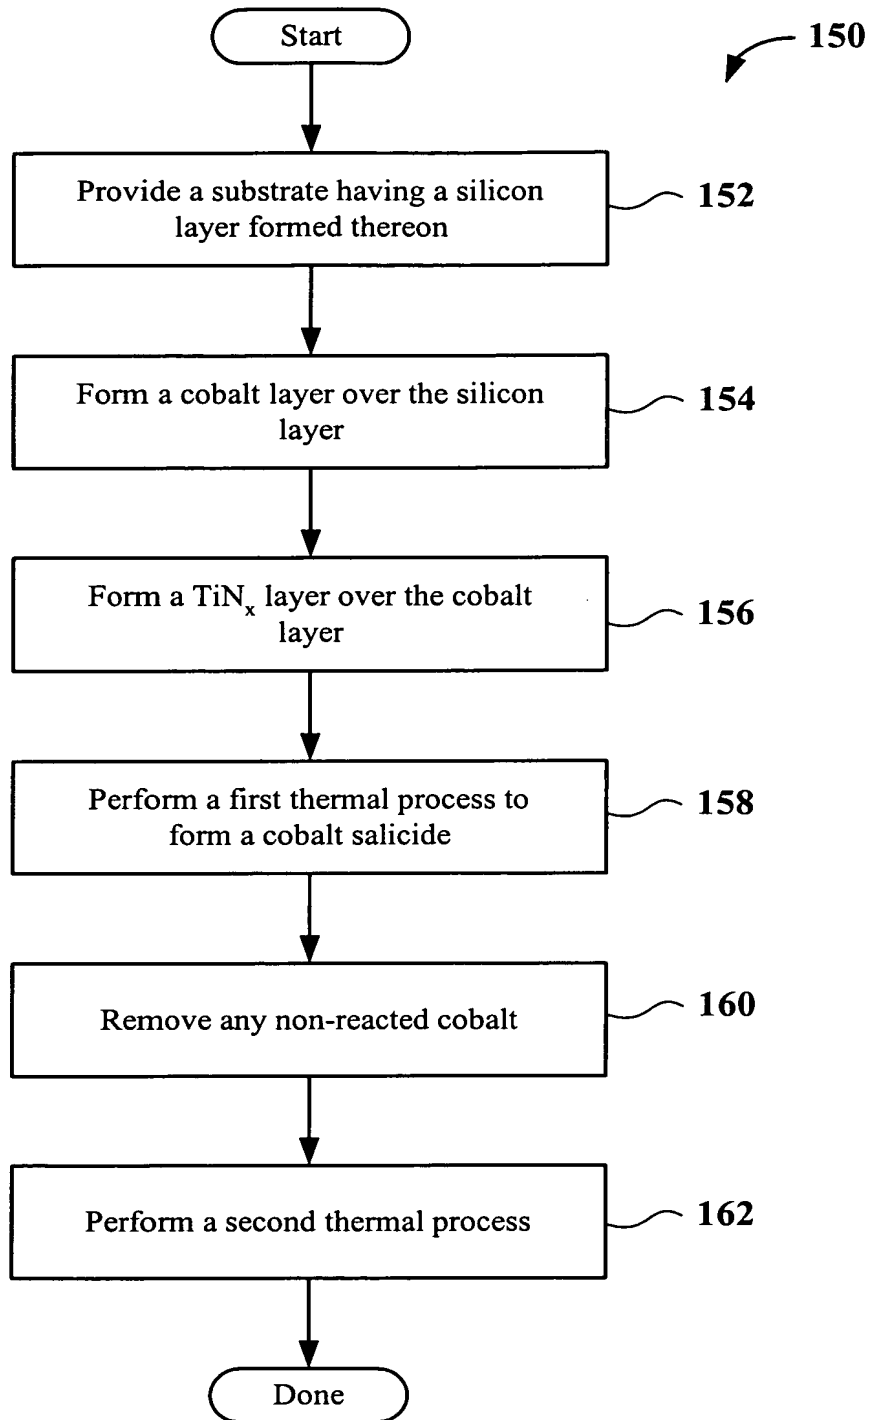 Start
150
Provide a substrate having a silicon
layer formed thereon
152
Form a cobalt layer over the silicon
layer
154
Form a TiNₓ layer over the cobalt
layer
156
Perform a first thermal process to
form a cobalt salicide
158
Remove any non-reacted cobalt
160
Perform a second thermal process
162
Done